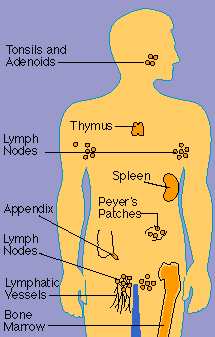 Tonsils and
Adenoids
Thymus
Lymph
Nodes
Spleen
Peyer's
Patches
Appendix
Lymph
Nodes
Lymphatic
Vessels
Bone
Marrow